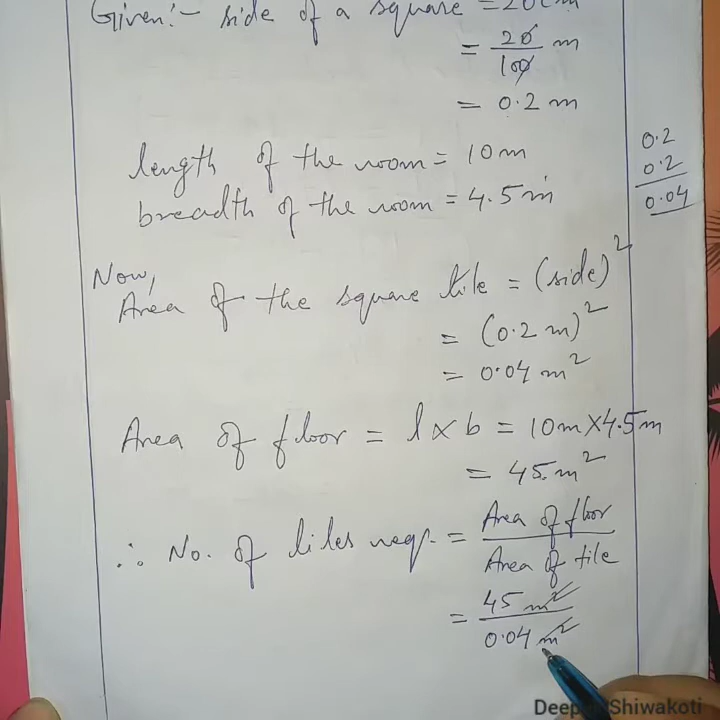 Given:- side of a square = 20cm
= 20/100 m
= 0.2 m
length of the room = 10m
breadth of the room = 4.5m
0.2
0.2
0.04
Now,
Area of the square tile = (side)²
= (0.2 m)²
= 0.04 m²
Area of floor = l × b = 10m × 4.5m
= 45 m²
∴ No. of tiles req. = Area of floor / Area of tile
= 45 m² / 0.04 m²
Shiwakoti